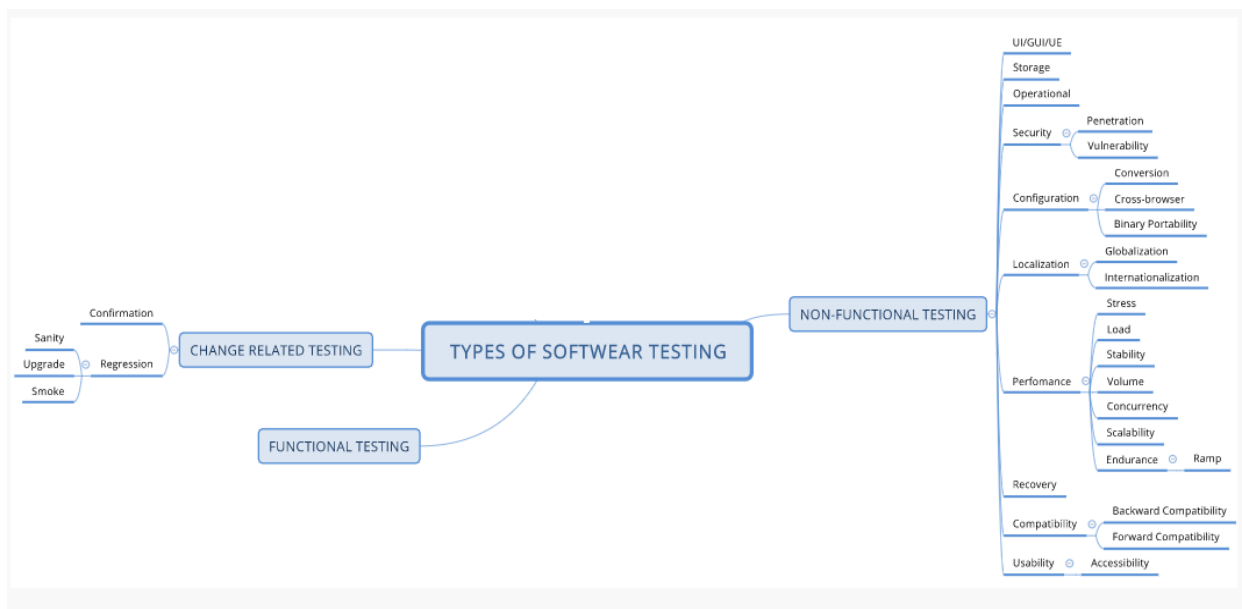 TYPES OF SOFTWEAR TESTING
CHANGE RELATED TESTING
Confirmation
Regression
Sanity
Upgrade
Smoke
FUNCTIONAL TESTING
NON-FUNCTIONAL TESTING
UI/GUI/UE
Storage
Operational
Security
Penetration
Vulnerability
Configuration
Conversion
Cross-browser
Binary Portability
Localization
Globalization
Internationalization
Perfomance
Stress
Load
Stability
Volume
Concurrency
Scalability
Endurance
Ramp
Recovery
Compatibility
Backward Compatibility
Forward Compatibility
Usability
Accessibility